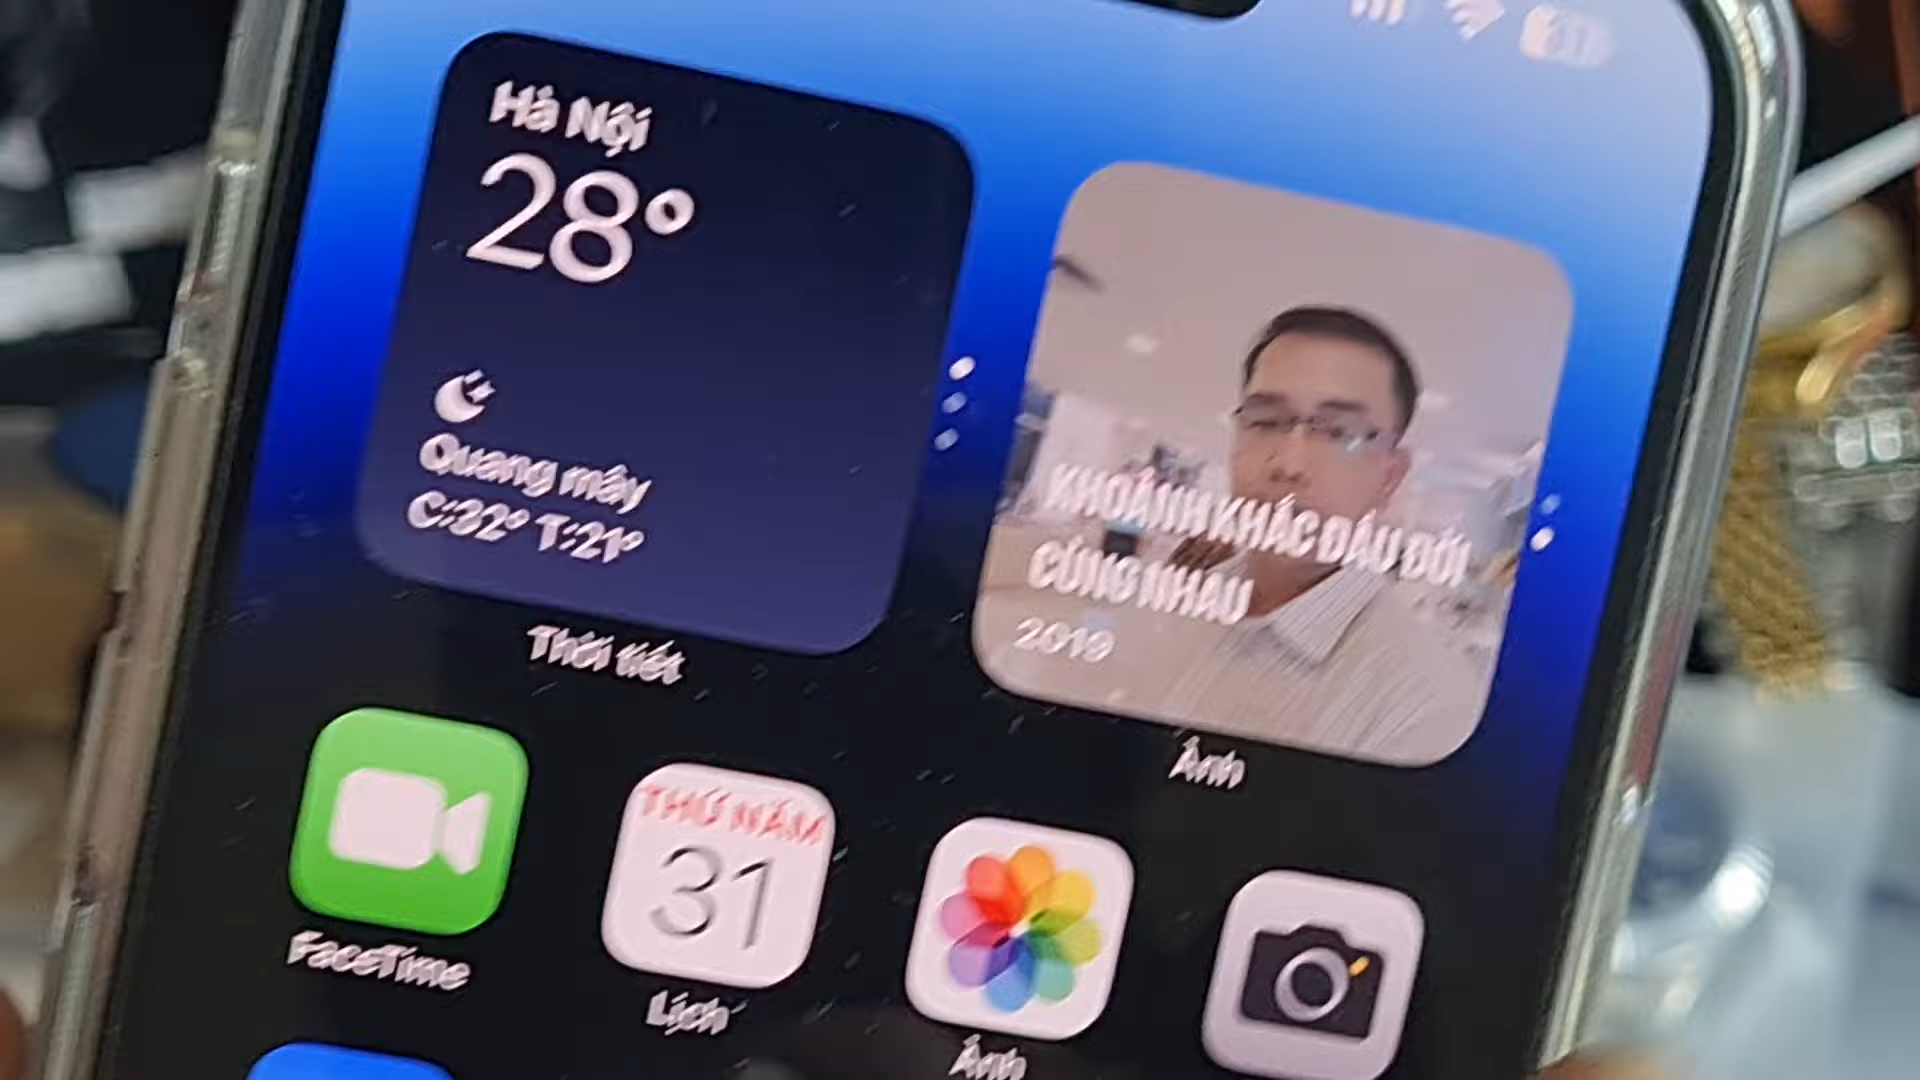 Hà Nội
28°
Quang mây
C:32° T:21°
Thời tiết
KHOẢNH KHẮC ĐÁU ĐỜI
CÙNG NHAU
2019
Ảnh
FaceTime
THỨ NĂM
31
Lịch
Ảnh